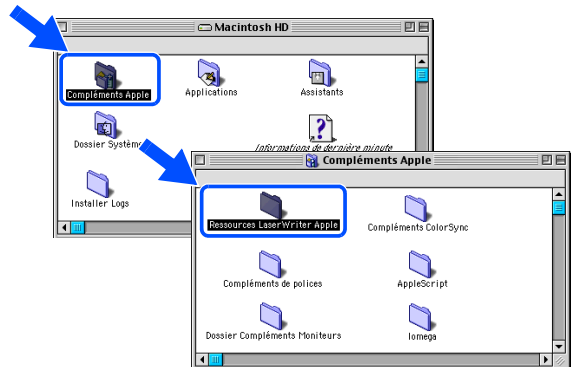 Macintosh HD
Compléments Apple
Applications
Assistants
Dossier Système
Informations de dernière minute
Installer Logs
Compléments Apple
Ressources LaserWriter Apple
Compléments ColorSync
Compléments de polices
AppleScript
Dossier Compléments Moniteurs
Iomega